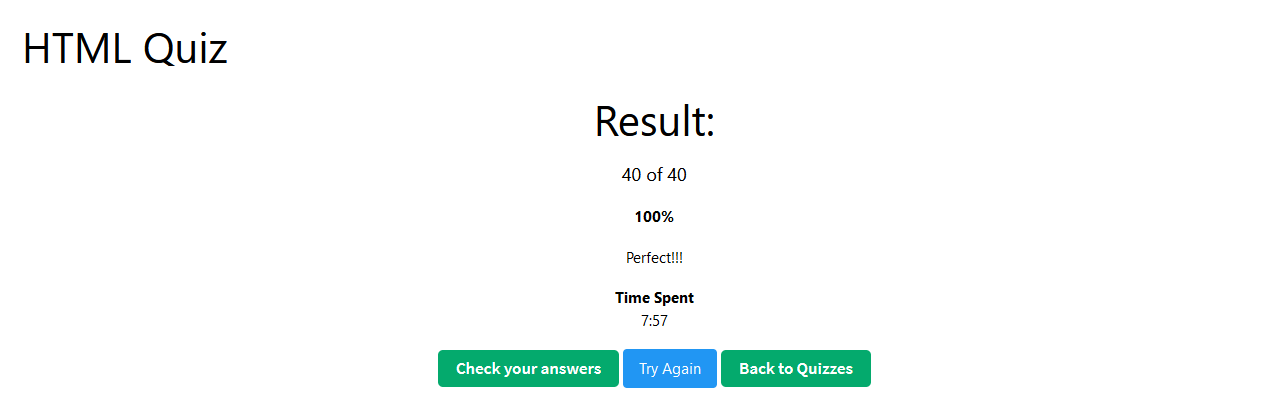 HTML Quiz
Result:
40 of 40
100%
Perfect!!!
Time Spent
7:57
Check your answers Try Again Back to Quizzes